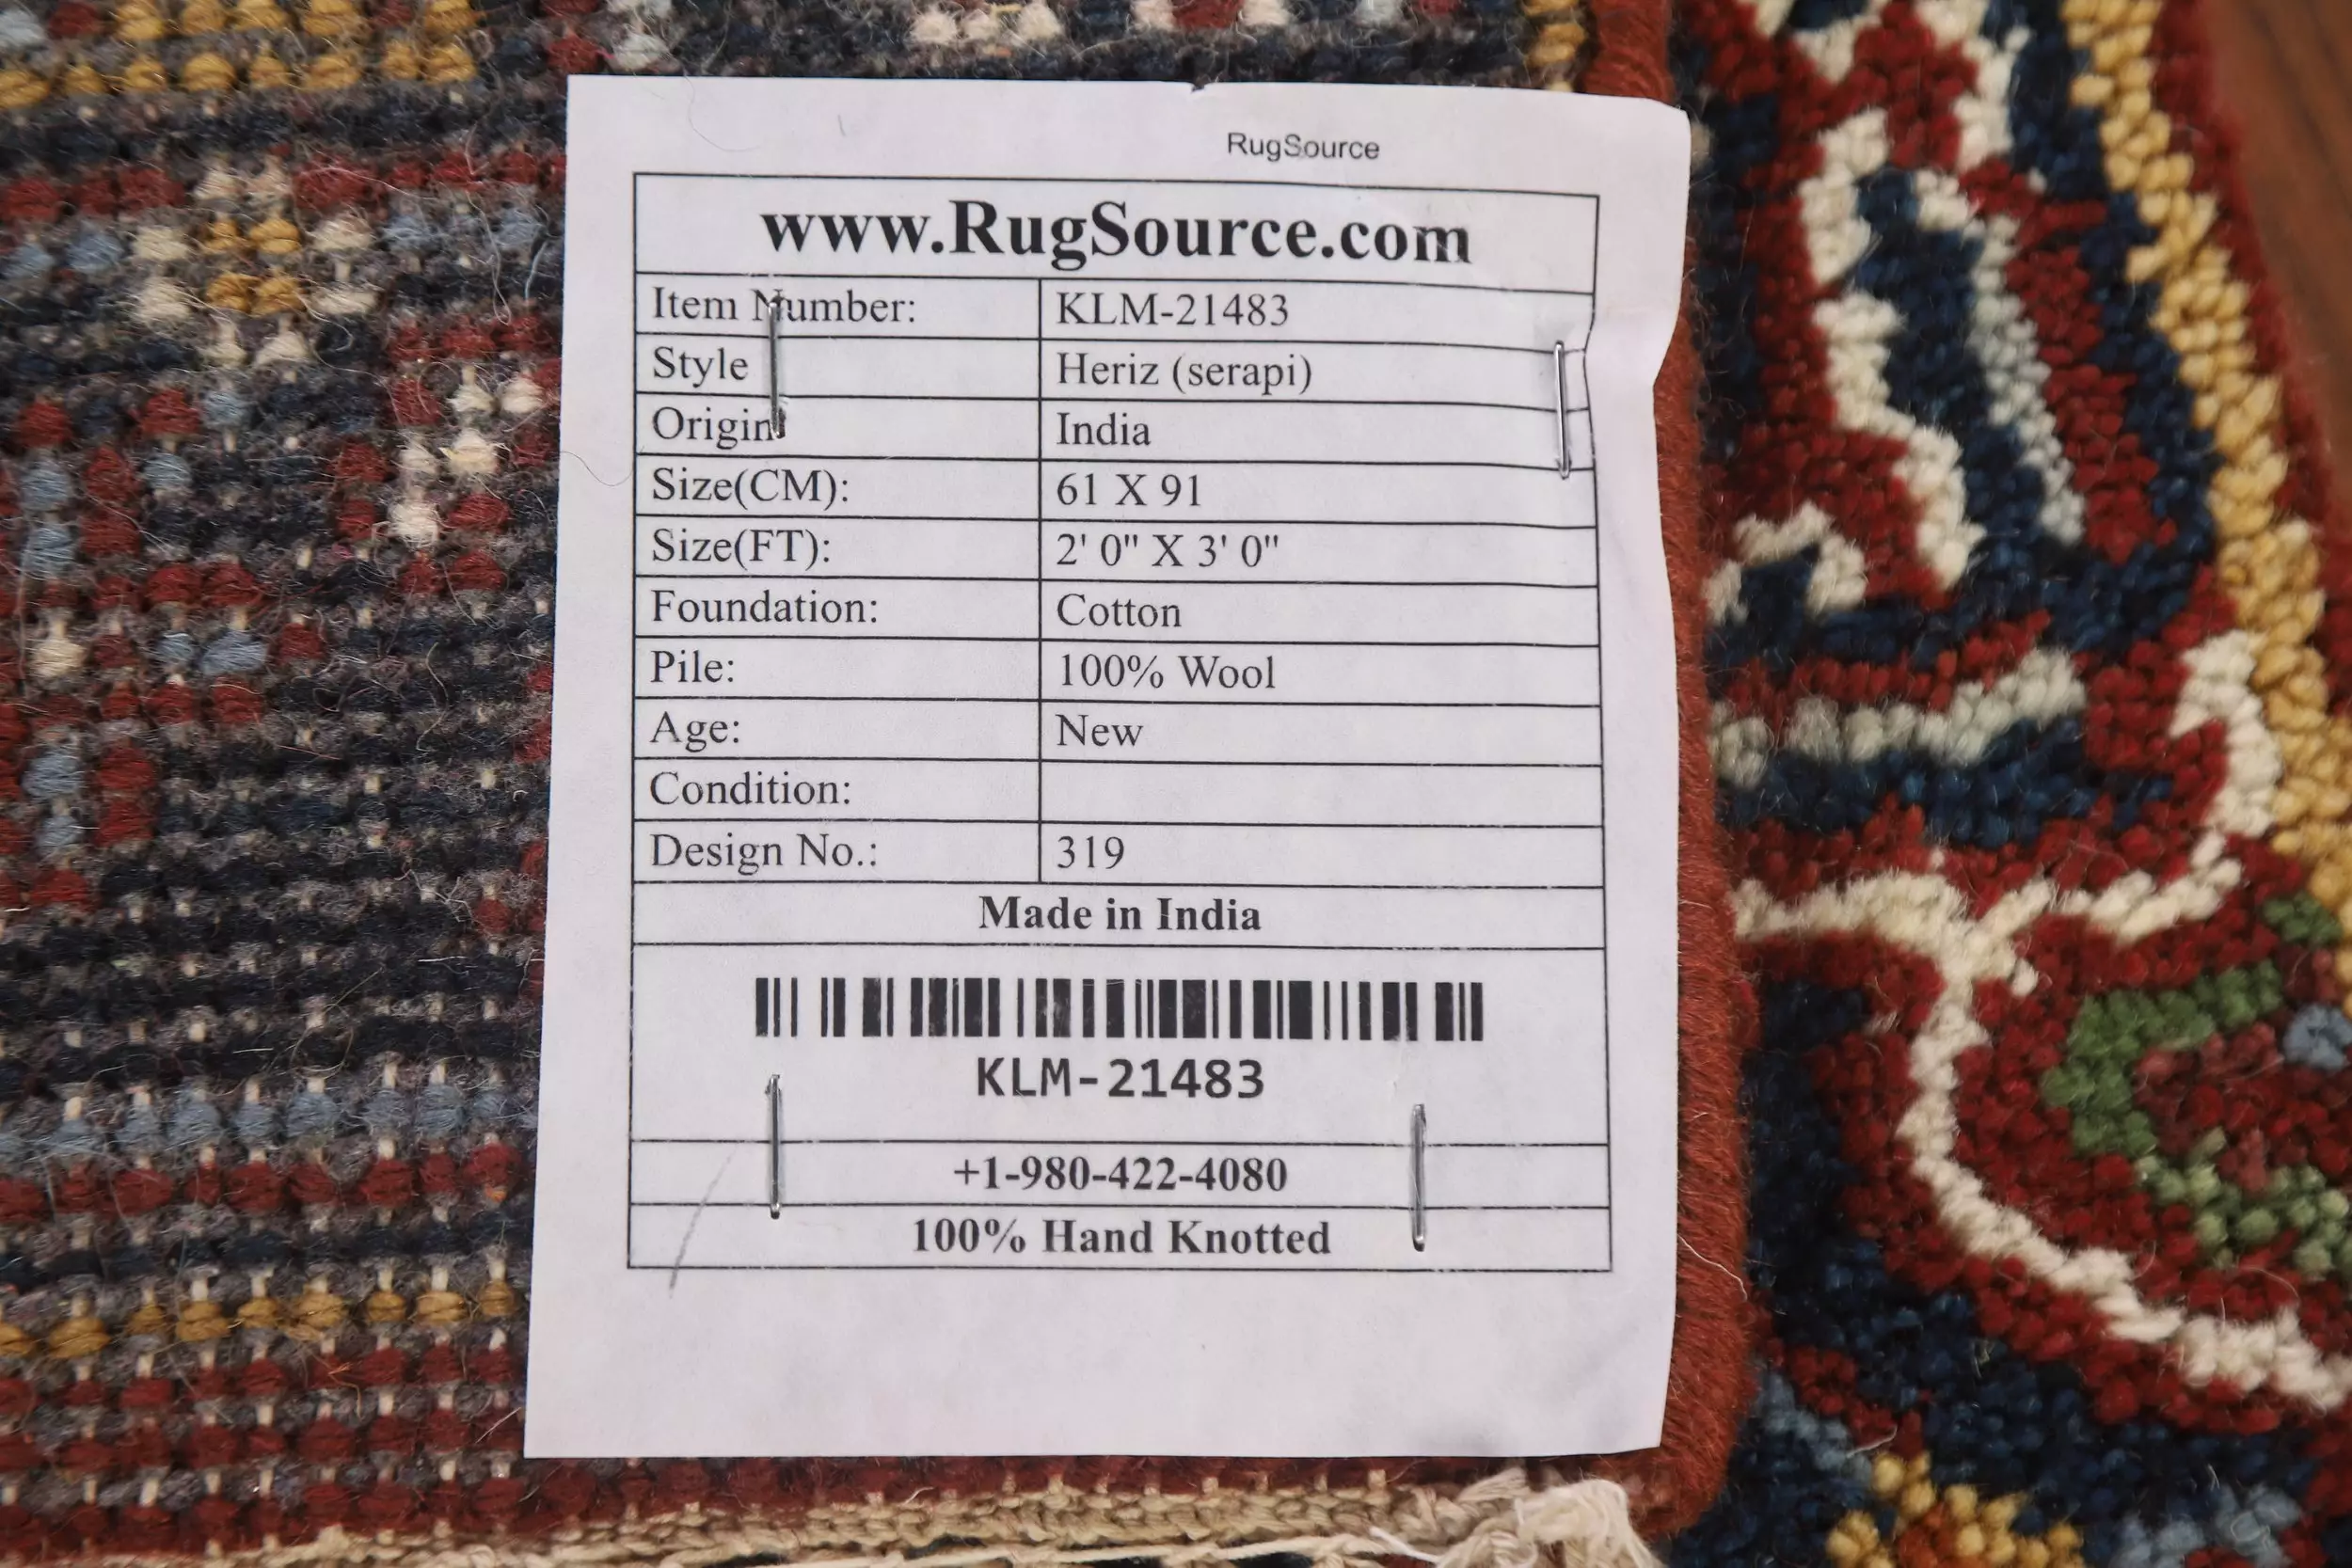 RugSource
www.RugSource.com
Item Number: KLM-21483
Style Heriz (serapi)
Origin India
Size(CM): 61 X 91
Size(FT): 2' 0" X 3' 0"
Foundation: Cotton
Pile: 100% Wool
Age: New
Condition:
Design No.: 319
Made in India
KLM-21483
+1-980-422-4080
100% Hand Knotted